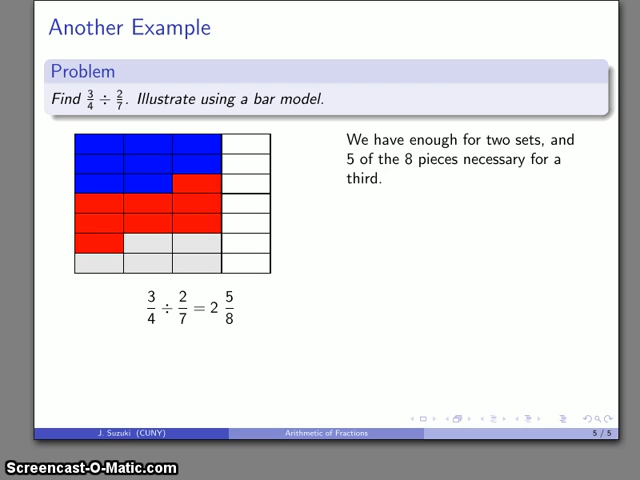 Another Example
Problem
Find 3/4 ÷ 2/7. Illustrate using a bar model.
We have enough for two sets, and
5 of the 8 pieces necessary for a
third.
3/4 ÷ 2/7 = 2 5/8
J. Suzuki (CUNY)
Arithmetic of Fractions
5 / 5
Screencast-O-Matic.com